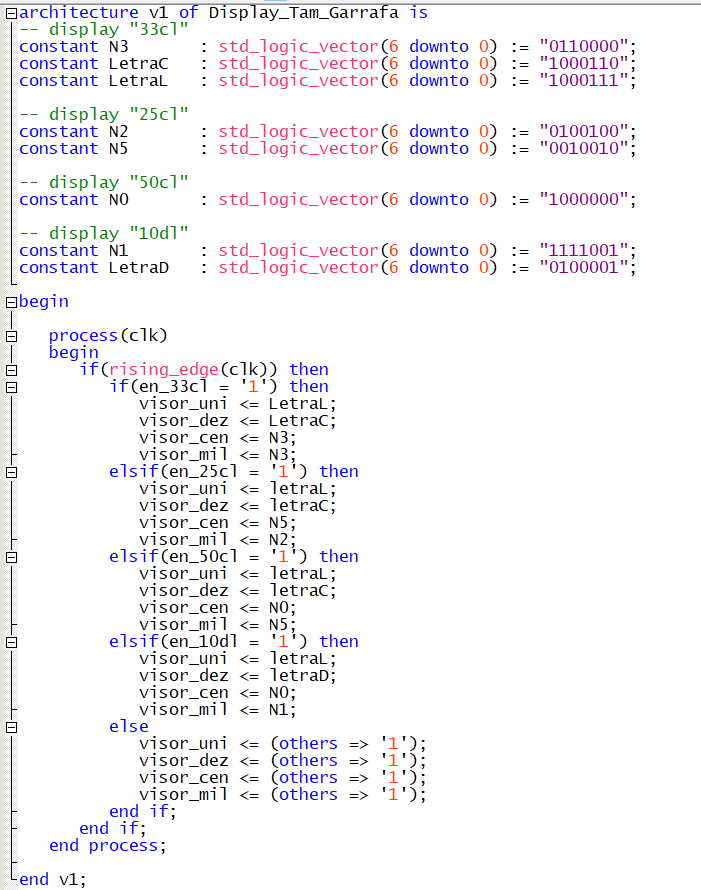 architecture v1 of Display_Tam_Garrafa is
-- display "33cl"
constant N3       : std_logic_vector(6 downto 0) := "0110000";
constant LetraC   : std_logic_vector(6 downto 0) := "1000110";
constant LetraL   : std_logic_vector(6 downto 0) := "1000111";

-- display "25cl"
constant N2       : std_logic_vector(6 downto 0) := "0100100";
constant N5       : std_logic_vector(6 downto 0) := "0010010";

-- display "50cl"
constant N0       : std_logic_vector(6 downto 0) := "1000000";

-- display "10dl"
constant N1       : std_logic_vector(6 downto 0) := "1111001";
constant LetraD   : std_logic_vector(6 downto 0) := "0100001";

begin

   process(clk)
   begin
      if(rising_edge(clk)) then
         if(en_33cl = '1') then
            visor_uni <= LetraL;
            visor_dez <= LetraC;
            visor_cen <= N3;
            visor_mil <= N3;
         elsif(en_25cl = '1') then
            visor_uni <= letraL;
            visor_dez <= letraC;
            visor_cen <= N5;
            visor_mil <= N2;
         elsif(en_50cl = '1') then
            visor_uni <= letraL;
            visor_dez <= letraC;
            visor_cen <= N0;
            visor_mil <= N5;
         elsif(en_10dl = '1') then
            visor_uni <= letraL;
            visor_dez <= letraD;
            visor_cen <= N0;
            visor_mil <= N1;
         else
            visor_uni <= (others => '1');
            visor_dez <= (others => '1');
            visor_cen <= (others => '1');
            visor_mil <= (others => '1');
         end if;
      end if;
   end process;

end v1;